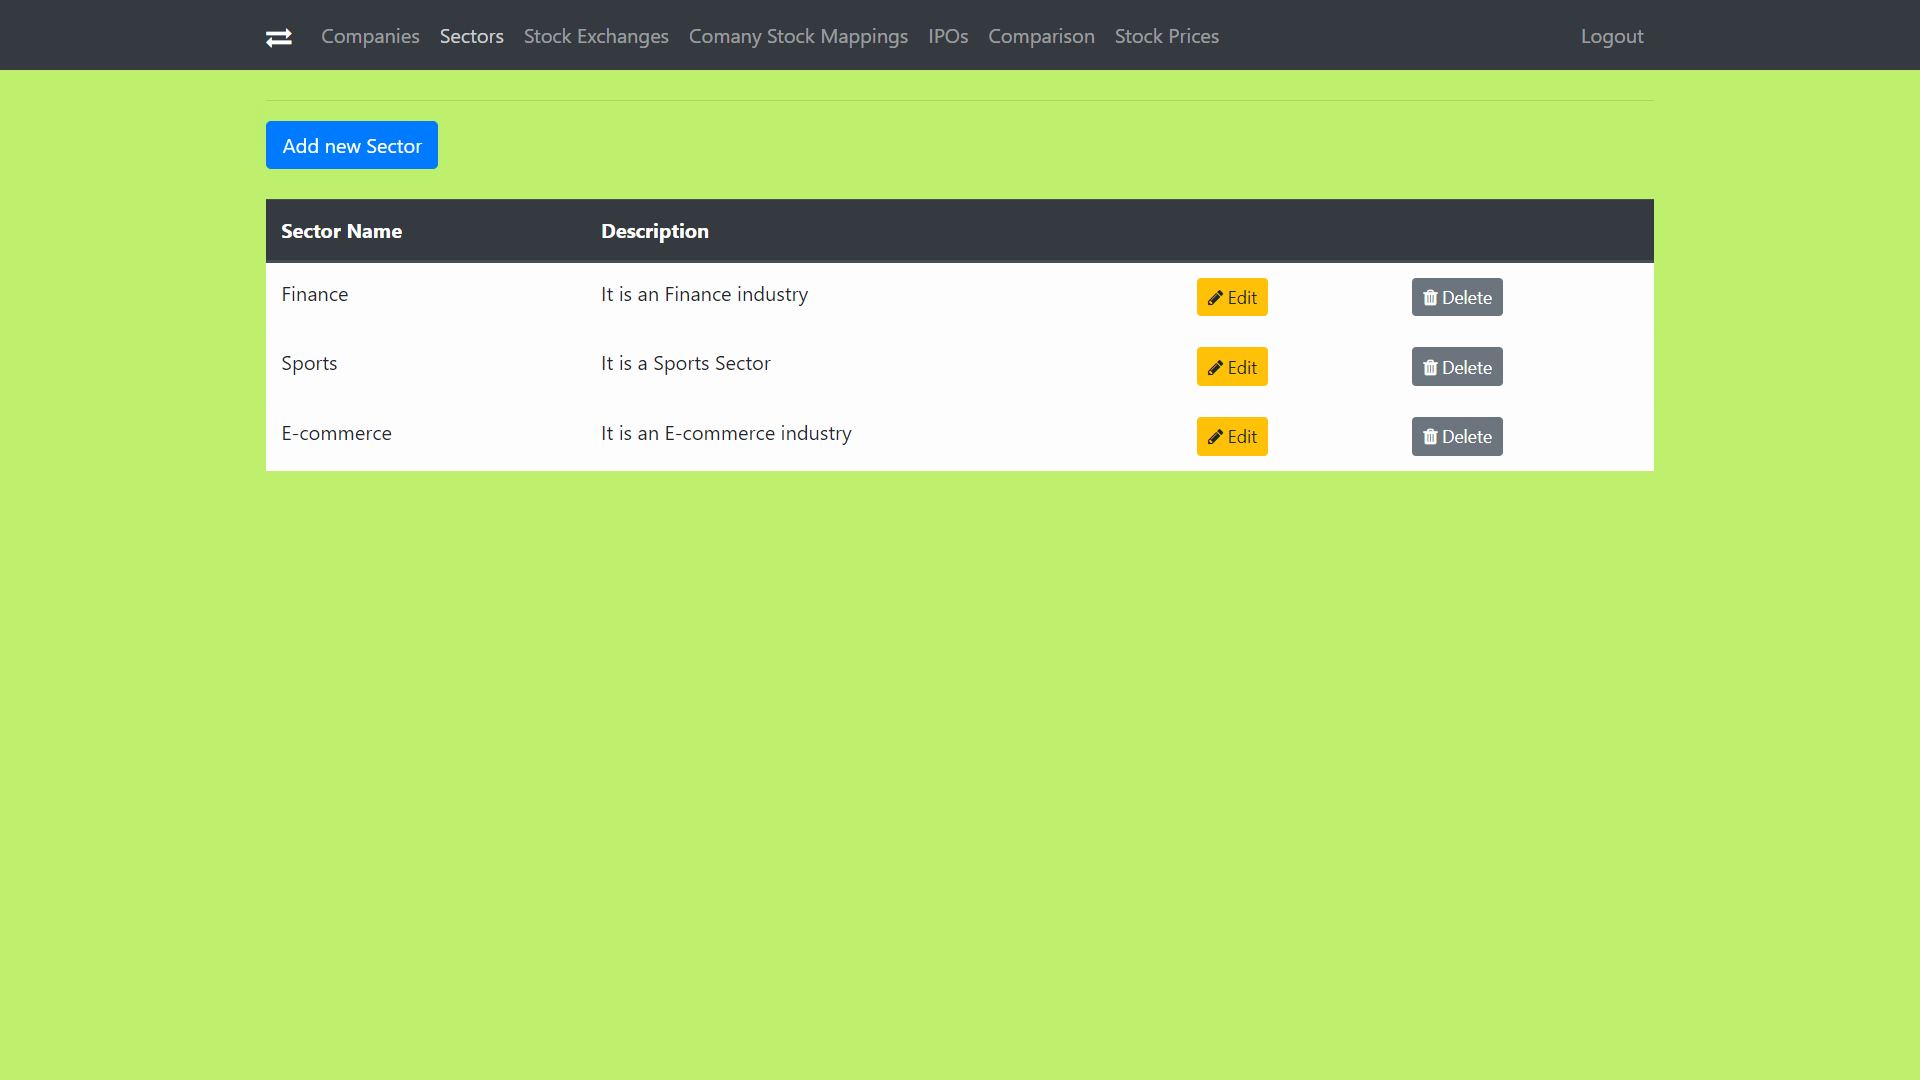 Companies Sectors Stock Exchanges Comany Stock Mappings IPOs Comparison Stock Prices Logout
Add new Sector
Sector Name Description
Finance It is an Finance industry Edit Delete
Sports It is a Sports Sector Edit Delete
E-commerce It is an E-commerce industry Edit Delete